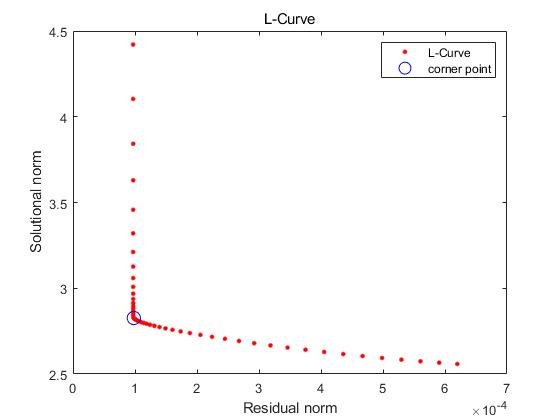 L-Curve
4.5
4
3.5
3
2.5
Solutional norm
L-Curve
corner point
0 1 2 3 4 5 6 7
Residual norm
×10⁻⁴